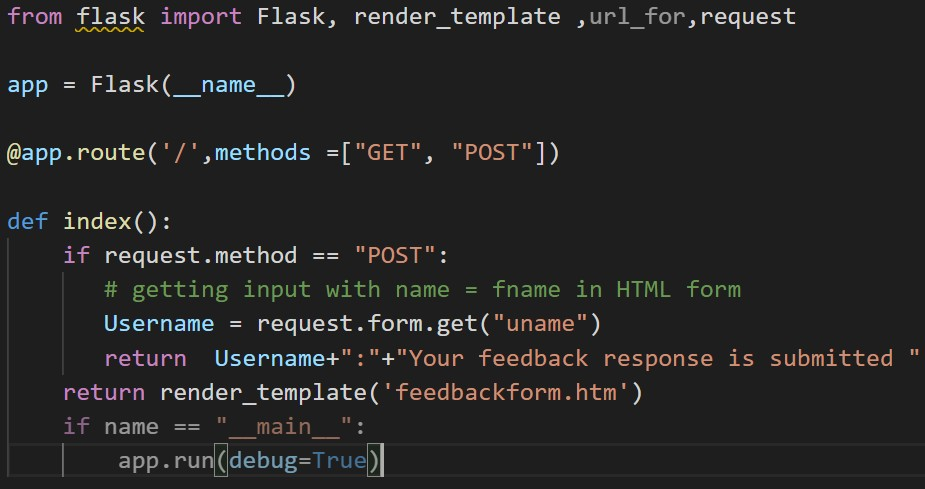 from flask import Flask, render_template ,url_for,request
app = Flask(__name__)
@app.route('/',methods =["GET", "POST"])
def index():
    if request.method == "POST":
       # getting input with name = fname in HTML form
       Username = request.form.get("uname")
       return  Username+":"+"Your feedback response is submitted "
    return render_template('feedbackform.htm')
    if name == "__main__":
        app.run(debug=True)